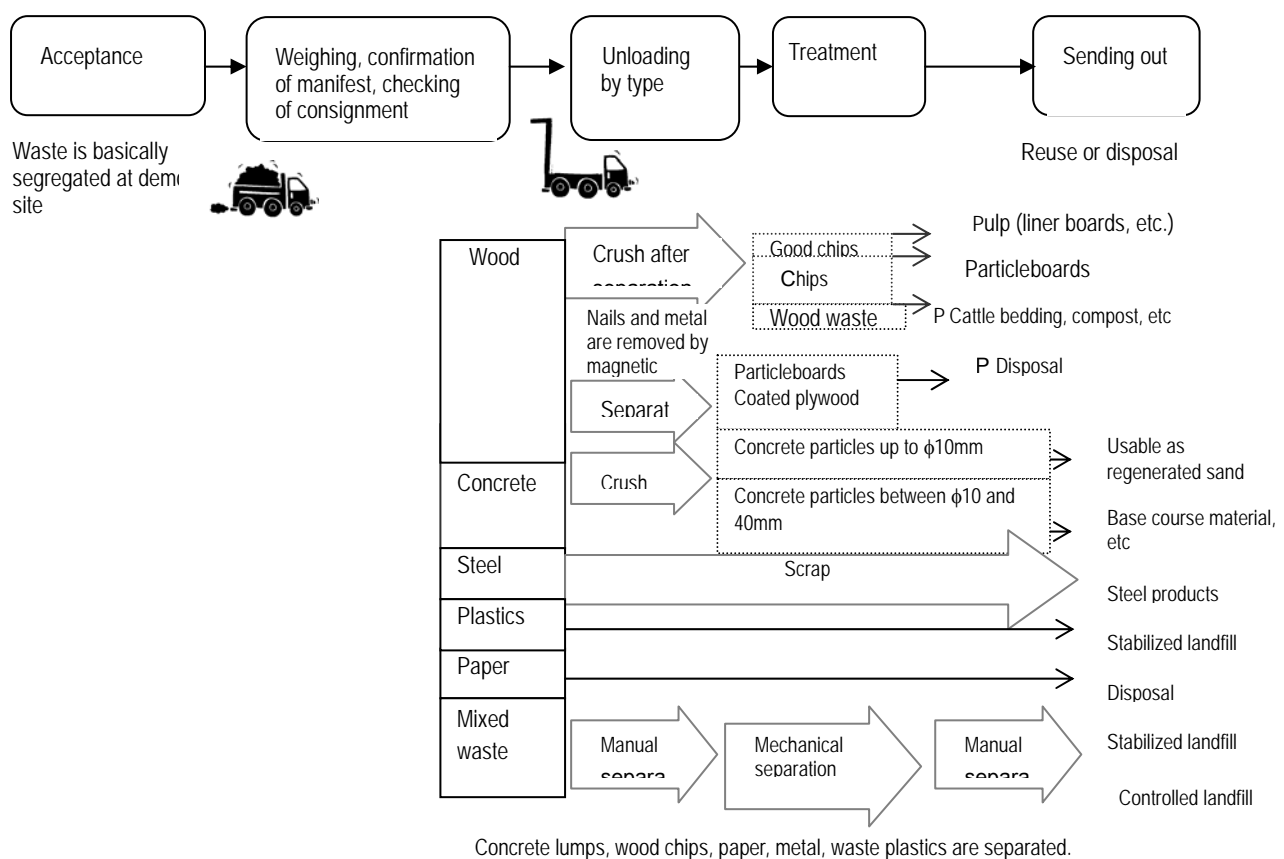 Acceptance
Weighing, confirmation
of manifest, checking
of consignment
Unloading
by type
Treatment
Sending out
Waste is basically
segregated at
site
Reuse or disposal
Wood
Crush after
separation
Good chips
Chips
Wood waste
Pulp (liner boards, etc.)
Particleboards
P Cattle bedding, compost, etc
Nails and metal
are removed by
magnetic
Separat
Particleboards
Coated plywood
P Disposal
Concrete
Crush
Concrete particles up to ϕ10mm
Concrete particles between ϕ10 and
40mm
Usable as
regenerated sand
Base course material,
etc
Steel
Scrap
Steel products
Plastics
Stabilized landfill
Paper
Disposal
Mixed
waste
Manual
separa
Mechanical
separation
Manual
separa
Stabilized landfill
Controlled landfill
Concrete lumps, wood chips, paper, metal, waste plastics are separated.